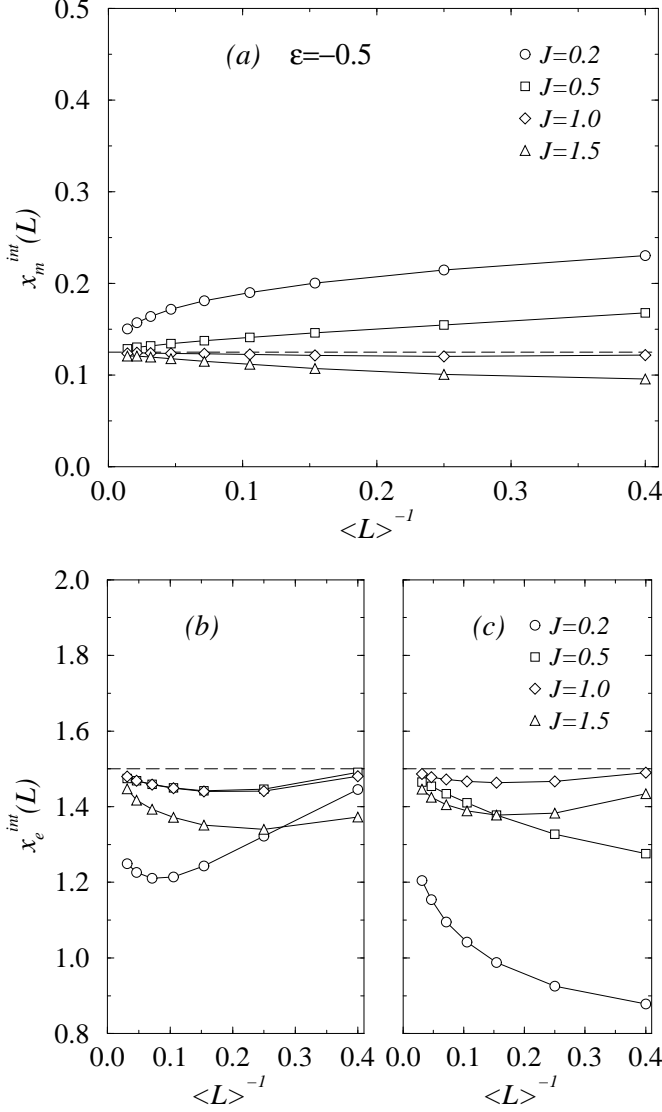 0.5
(a) ε=−0.5
J=0.2
J=0.5
J=1.0
J=1.5
0.4
0.3
0.2
0.1
0.0
x_m^int(L)
0.0 0.1 0.2 0.3 0.4
<L>^−1
2.0
1.8
1.6
1.4
1.2
1.0
0.8
x_e^int(L)
(b)
0.0 0.1 0.2 0.3 0.4
<L>^−1
(c)
J=0.2
J=0.5
J=1.0
J=1.5
0.0 0.1 0.2 0.3 0.4
<L>^−1